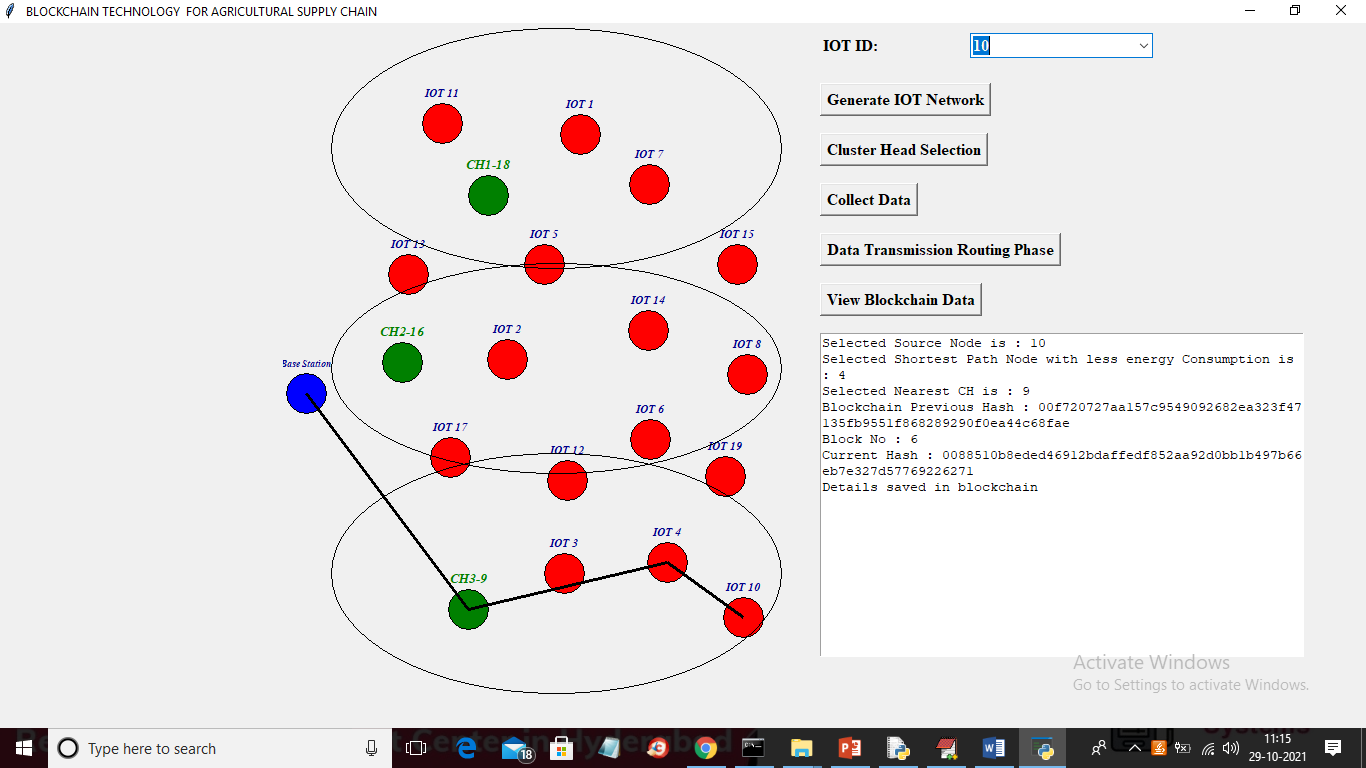 BLOCKCHAIN TECHNOLOGY  FOR AGRICULTURAL SUPPLY CHAIN
IOT ID:
10
Generate IOT Network
Cluster Head Selection
Collect Data
Data Transmission Routing Phase
View Blockchain Data
IOT 11
IOT 1
IOT 7
CH1-18
IOT 13
IOT 5
IOT 15
IOT 14
CH2-16
IOT 2
IOT 8
Base Station
IOT 6
IOT 17
IOT 12
IOT 19
IOT 4
IOT 3
CH3-9
IOT 10
Selected Source Node is : 10
Selected Shortest Path Node with less energy Consumption is
: 4
Selected Nearest CH is : 9
Blockchain Previous Hash : 00f720727aa157c9549092682ea323f47
135fb9551f868289290f0ea44c68fae
Block No : 6
Current Hash : 0088510b8eded46912bdaffedf852aa92d0bb1b497b66
eb7e327d57769226271
Details saved in blockchain
Activate Windows
Go to Settings to activate Windows.
Type here to search
18
11:15
29-10-2021